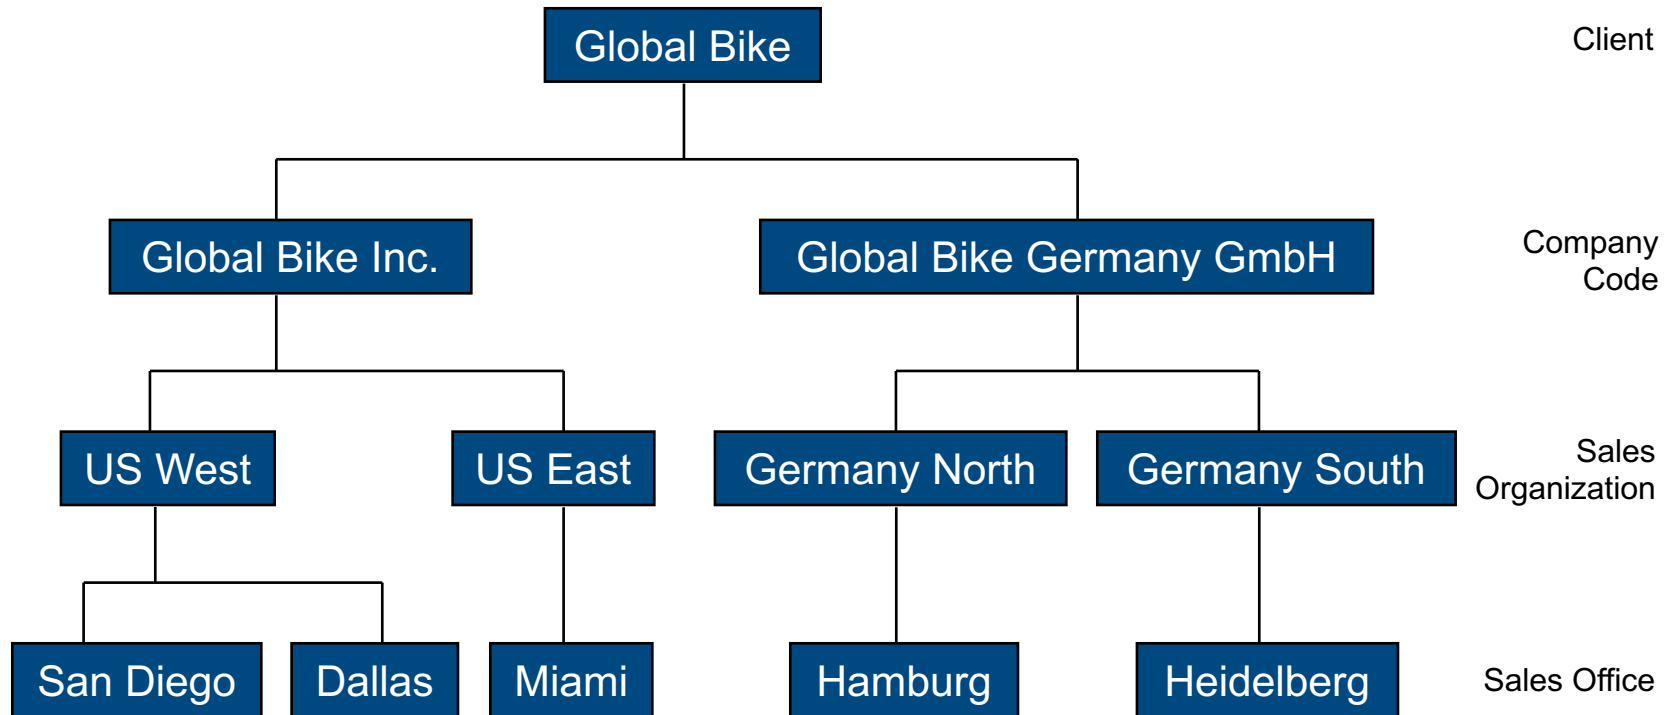 Global Bike
Client
Global Bike Inc.
Global Bike Germany GmbH
Company
Code
US West
US East
Germany North
Germany South
Sales
Organization
San Diego
Dallas
Miami
Hamburg
Heidelberg
Sales Office